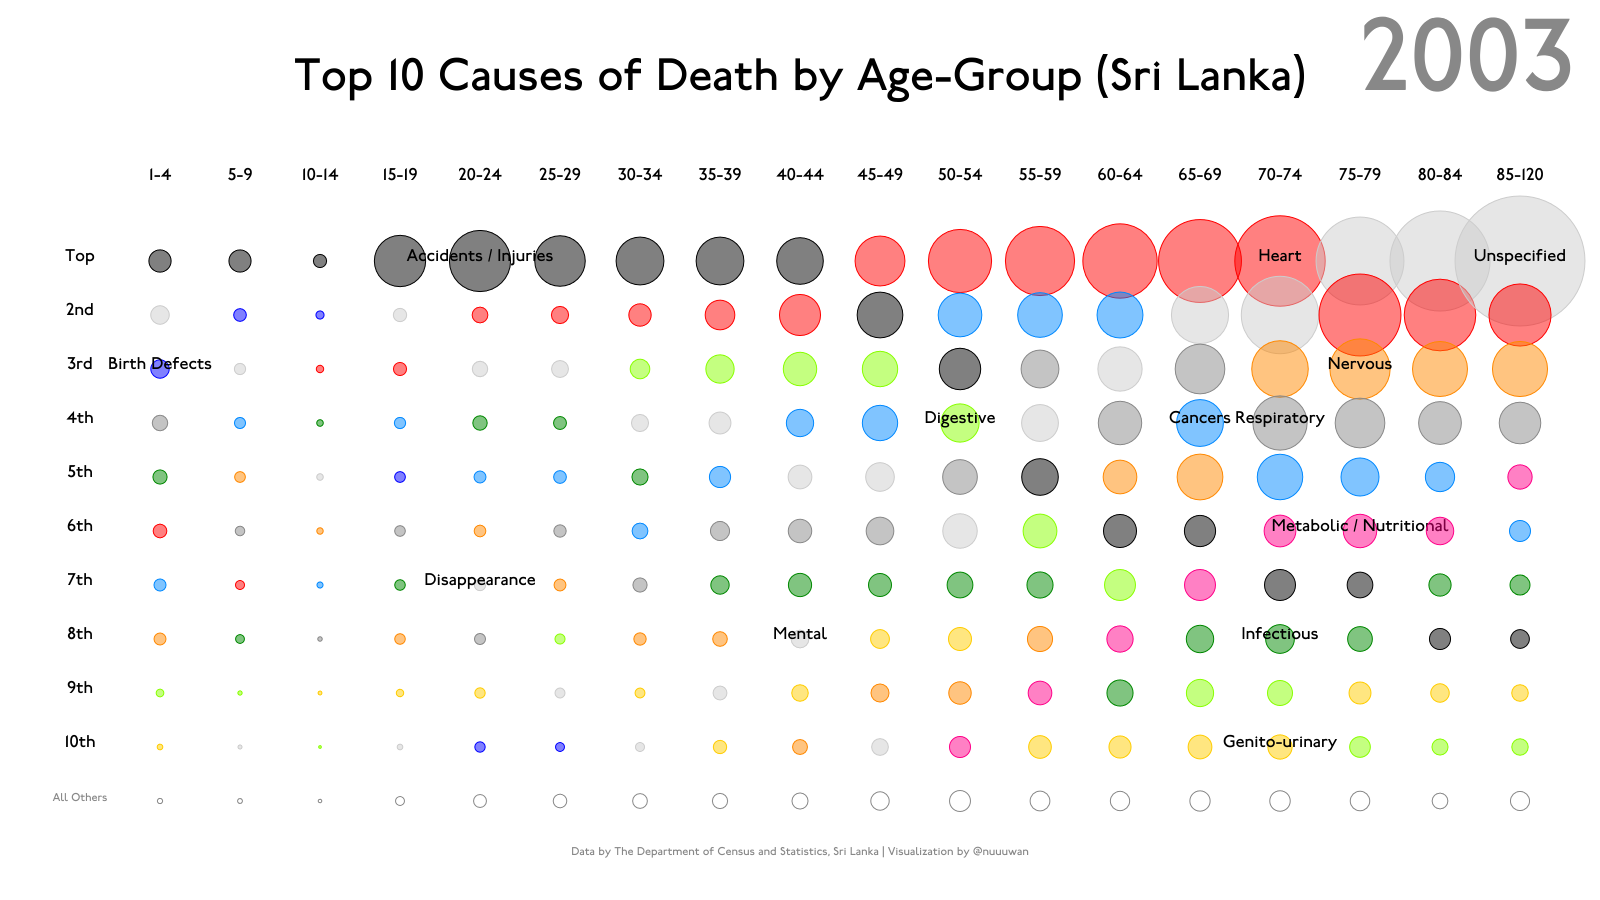 2003
Top 10 Causes of Death by Age-Group (Sri Lanka)
1-4 5-9 10-14 15-19 20-24 25-29 30-34 35-39 40-44 45-49 50-54 55-59 60-64 65-69 70-74 75-79 80-84 85-120
Top Accidents / Injuries Heart Unspecified
2nd
3rd Birth Defects Nervous
4th Digestive Cancers Respiratory
5th
6th Metabolic / Nutritional
7th Disappearance
8th Mental Infectious
9th
10th Genito-urinary
All Others
Data by The Department of Census and Statistics, Sri Lanka | Visualization by @nuuuwan